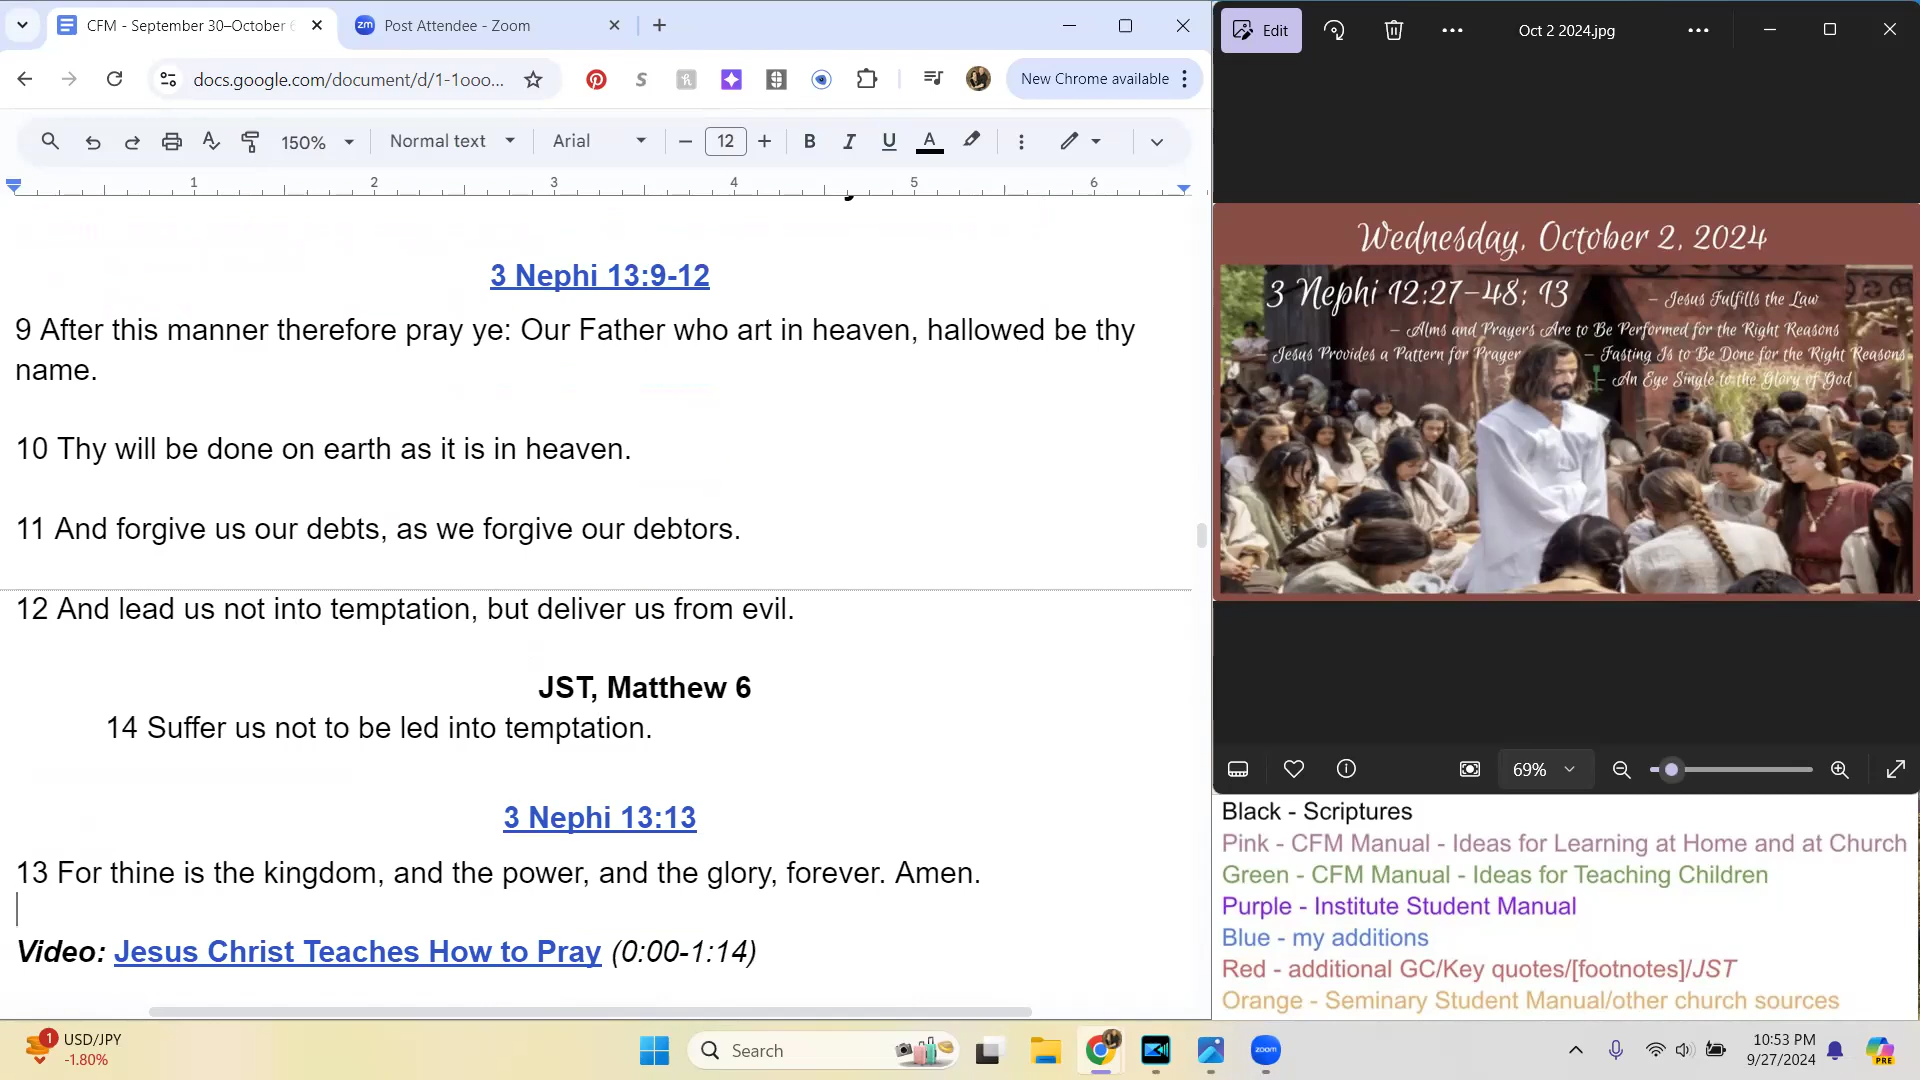 CFM - September 30–October 6
Post Attendee - Zoom
docs.google.com/document/d/1-1ooo...
New Chrome available
150%
Normal text
Arial
12
1 2 3 4 5 6
3 Nephi 13:9-12
9 After this manner therefore pray ye: Our Father who art in heaven, hallowed be thy
name.
10 Thy will be done on earth as it is in heaven.
11 And forgive us our debts, as we forgive our debtors.
12 And lead us not into temptation, but deliver us from evil.
JST, Matthew 6
14 Suffer us not to be led into temptation.
3 Nephi 13:13
13 For thine is the kingdom, and the power, and the glory, forever. Amen.
Video: Jesus Christ Teaches How to Pray (0:00-1:14)
Edit
Oct 2 2024.jpg
Wednesday, October 2, 2024
3 Nephi 12:27–48; 13
– Jesus Fulfills the Law
– Alms and Prayers Are to Be Performed for the Right Reasons
– Jesus Provides a Pattern for Prayer
– Fasting Is to Be Done for the Right Reasons
– An Eye Single to the Glory of God
69%
Black - Scriptures
Pink - CFM Manual - Ideas for Learning at Home and at Church
Green - CFM Manual - Ideas for Teaching Children
Purple - Institute Student Manual
Blue - my additions
Red - additional GC/Key quotes/[footnotes]/JST
Orange - Seminary Student Manual/other church sources
1
USD/JPY
-1.80%
Search
zoom
10:53 PM
9/27/2024
PRE